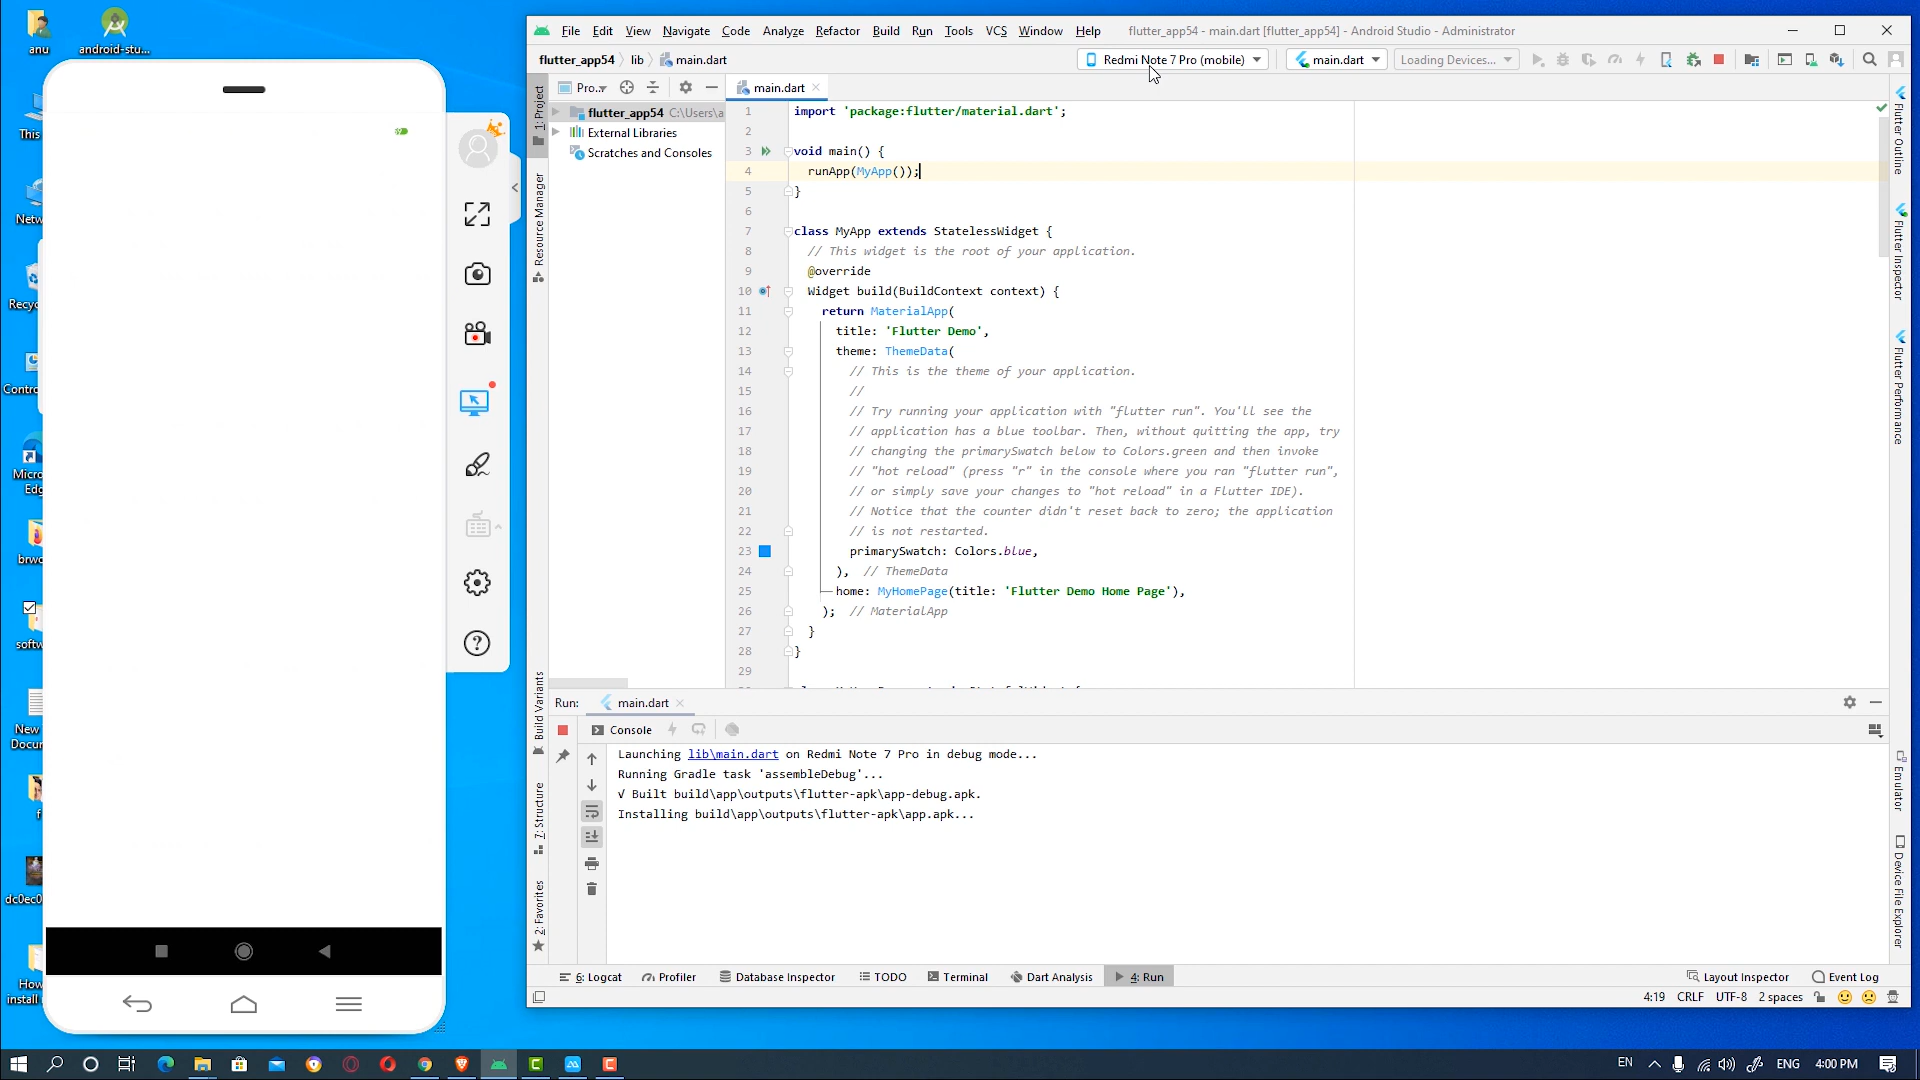 anu
android-stu...
This
Netw
Recyc
Contro
Micro
Edg
brwo
softw
New
Docum
f
dc0ec0
How
install
File Edit View Navigate Code Analyze Refactor Build Run Tools VCS Window Help flutter_app54 - main.dart [flutter_app54] - Android Studio - Administrator
flutter_app54 lib main.dart Redmi Note 7 Pro (mobile) main.dart Loading Devices...
1: Project
Resource Manager
Build Variants
7: Structure
2: Favorites
Pro..
flutter_app54 C:\Users\a
External Libraries
Scratches and Consoles
main.dart
1 import 'package:flutter/material.dart';
2
3 void main() {
4 runApp(MyApp());
5 }
6
7 class MyApp extends StatelessWidget {
8 // This widget is the root of your application.
9 @override
10 Widget build(BuildContext context) {
11 return MaterialApp(
12 title: 'Flutter Demo',
13 theme: ThemeData(
14 // This is the theme of your application.
15 //
16 // Try running your application with "flutter run". You'll see the
17 // application has a blue toolbar. Then, without quitting the app, try
18 // changing the primarySwatch below to Colors.green and then invoke
19 // "hot reload" (press "r" in the console where you ran "flutter run",
20 // or simply save your changes to "hot reload" in a Flutter IDE).
21 // Notice that the counter didn't reset back to zero; the application
22 // is not restarted.
23 primarySwatch: Colors.blue,
24 ), // ThemeData
25 home: MyHomePage(title: 'Flutter Demo Home Page'),
26 ); // MaterialApp
27 }
28 }
29
Flutter Outline
Flutter Inspector
Flutter Performance
Emulator
Device File Explorer
Run: main.dart
Console
Launching lib\main.dart on Redmi Note 7 Pro in debug mode...
Running Gradle task 'assembleDebug'...
√ Built build\app\outputs\flutter-apk\app-debug.apk.
Installing build\app\outputs\flutter-apk\app.apk...
6: Logcat Profiler Database Inspector TODO Terminal Dart Analysis 4: Run Layout Inspector Event Log
4:19 CRLF UTF-8 2 spaces
EN ENG 4:00 PM